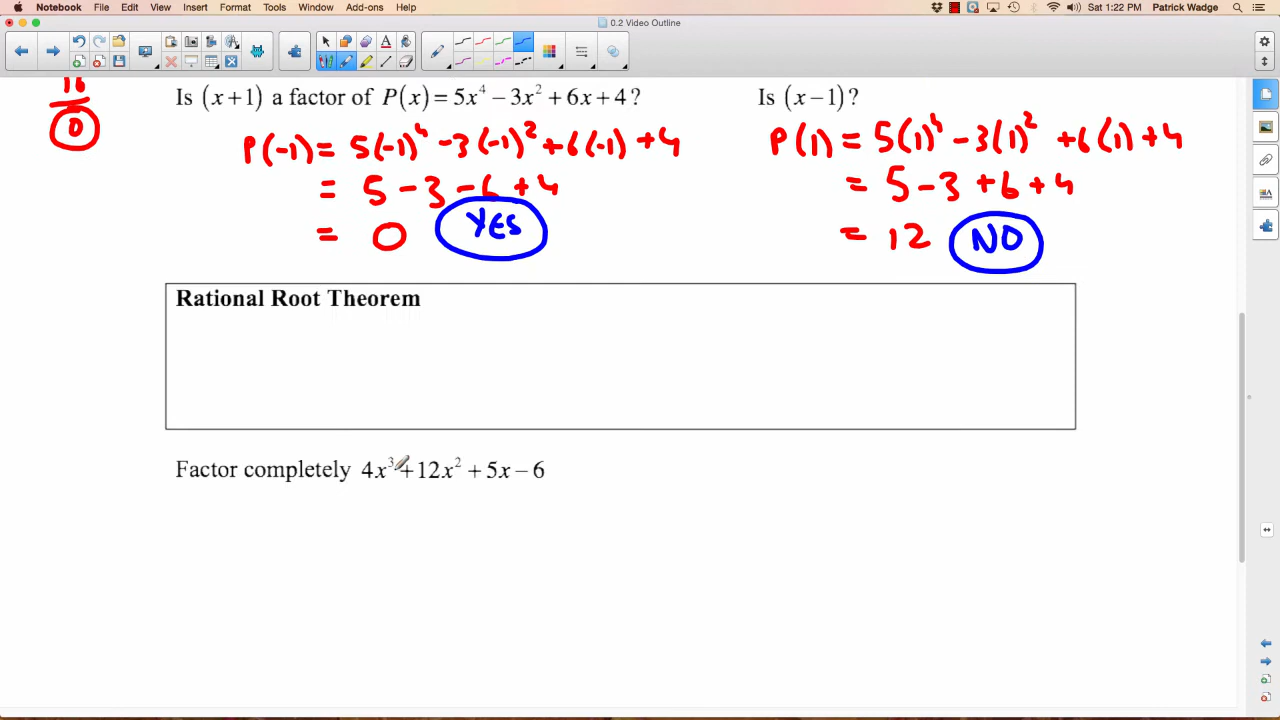 Notebook File Edit View Insert Format Tools Window Add-ons Help Sat 1:22 PM Patrick Wadge
0.2 Video Outline
0
Is (x+1) a factor of P(x) = 5x⁴ − 3x² + 6x + 4?
Is (x−1)?
P(-1) = 5(-1)⁴ -3(-1)² +6(-1) +4
= 5 -3 -6 +4
= 0 YES
P(1) = 5(1)⁴ -3(1)² +6(1) +4
= 5 -3 +6 +4
= 12 NO
Rational Root Theorem
Factor completely 4x³ + 12x² + 5x − 6